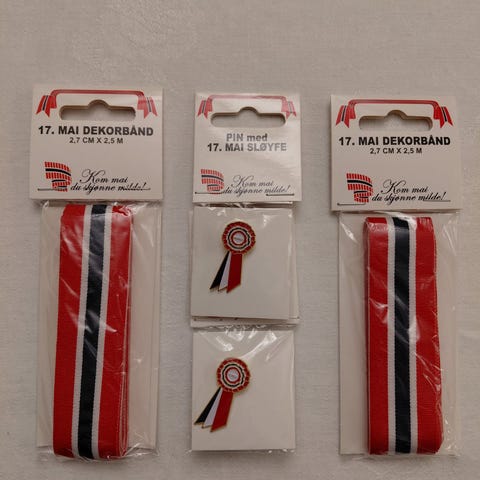 17. MAI DEKORBÅND
2,7 CM X 2,5 M
Kom mai
du skjønne milde!
PIN med
17. MAI SLØYFE
Kom mai
du skjønne milde!
17. MAI DEKORBÅND
2,7 CM X 2,5 M
Kom mai
du skjønne milde!